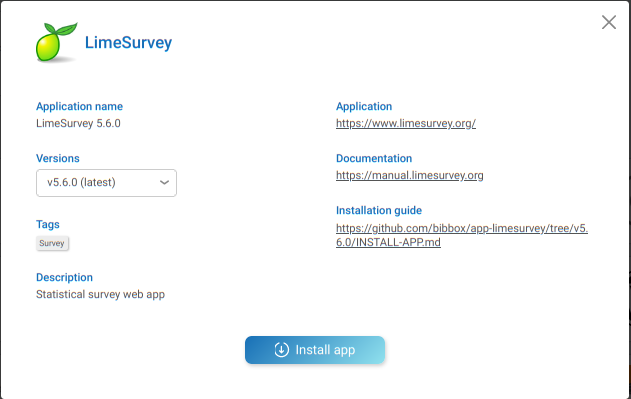 LimeSurvey
Application name
LimeSurvey 5.6.0
Versions
v5.6.0 (latest)
Tags
Survey
Description
Statistical survey web app
Application
https://www.limesurvey.org/
Documentation
https://manual.limesurvey.org
Installation guide
https://github.com/bibbox/app-limesurvey/tree/v5.
6.0/INSTALL-APP.md
Install app